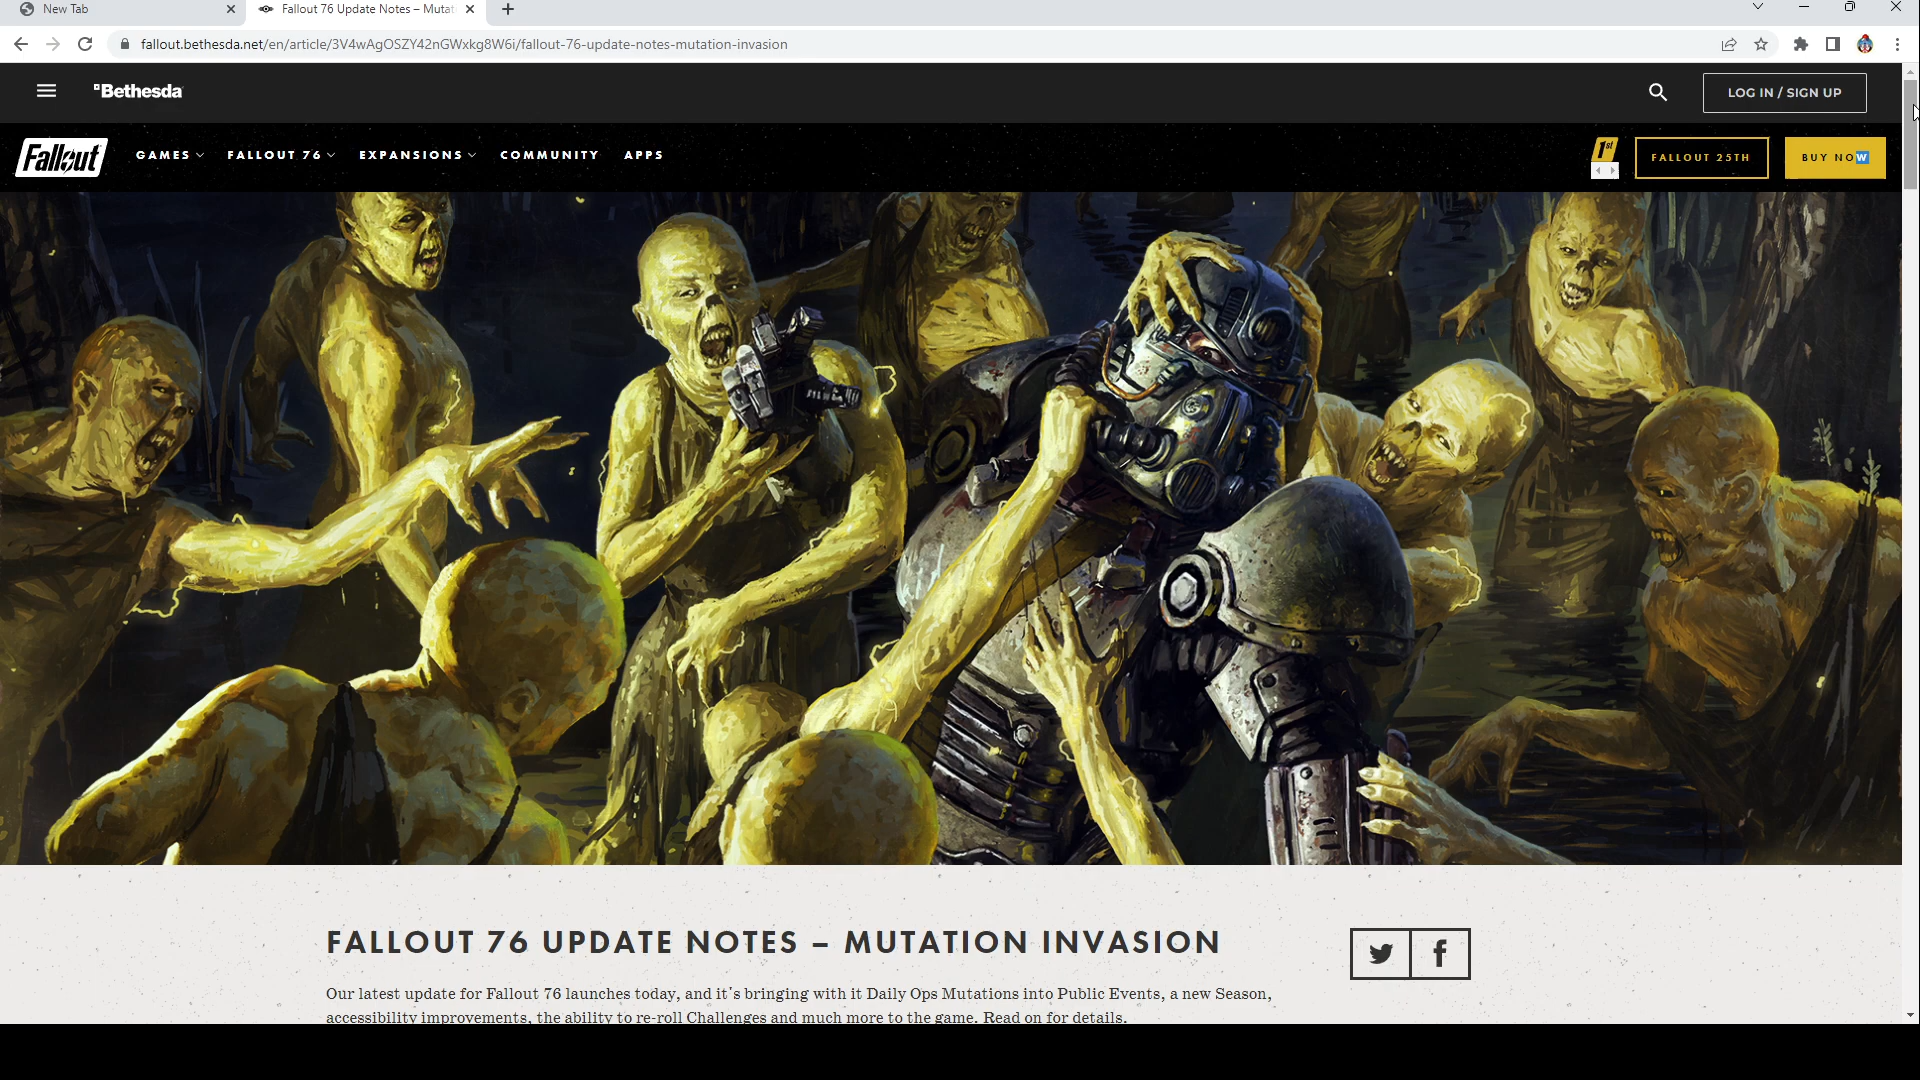 New Tab
Fallout 76 Update Notes – Mutat
fallout.bethesda.net/en/article/3V4wAgOSZY42nGWxkg8W6i/fallout-76-update-notes-mutation-invasion
Bethesda
LOG IN / SIGN UP
Fallout
GAMES
FALLOUT 76
EXPANSIONS
COMMUNITY
APPS
1st
FALLOUT 25TH
BUY NOW
FALLOUT 76 UPDATE NOTES – MUTATION INVASION
Our latest update for Fallout 76 launches today, and it's bringing with it Daily Ops Mutations into Public Events, a new Season,
accessibility improvements, the ability to re-roll Challenges and much more to the game. Read on for details.